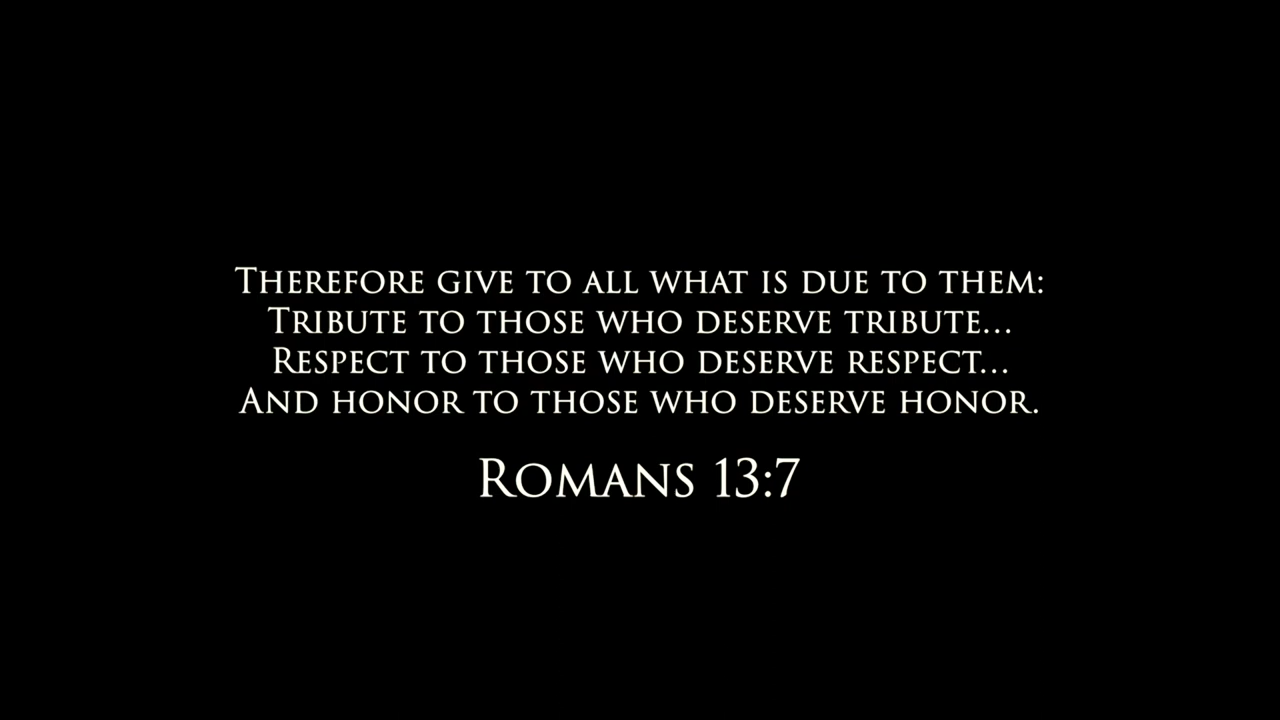 Therefore give to all what is due to them:
Tribute to those who deserve tribute...
Respect to those who deserve respect...
And honor to those who deserve honor.
Romans 13:7